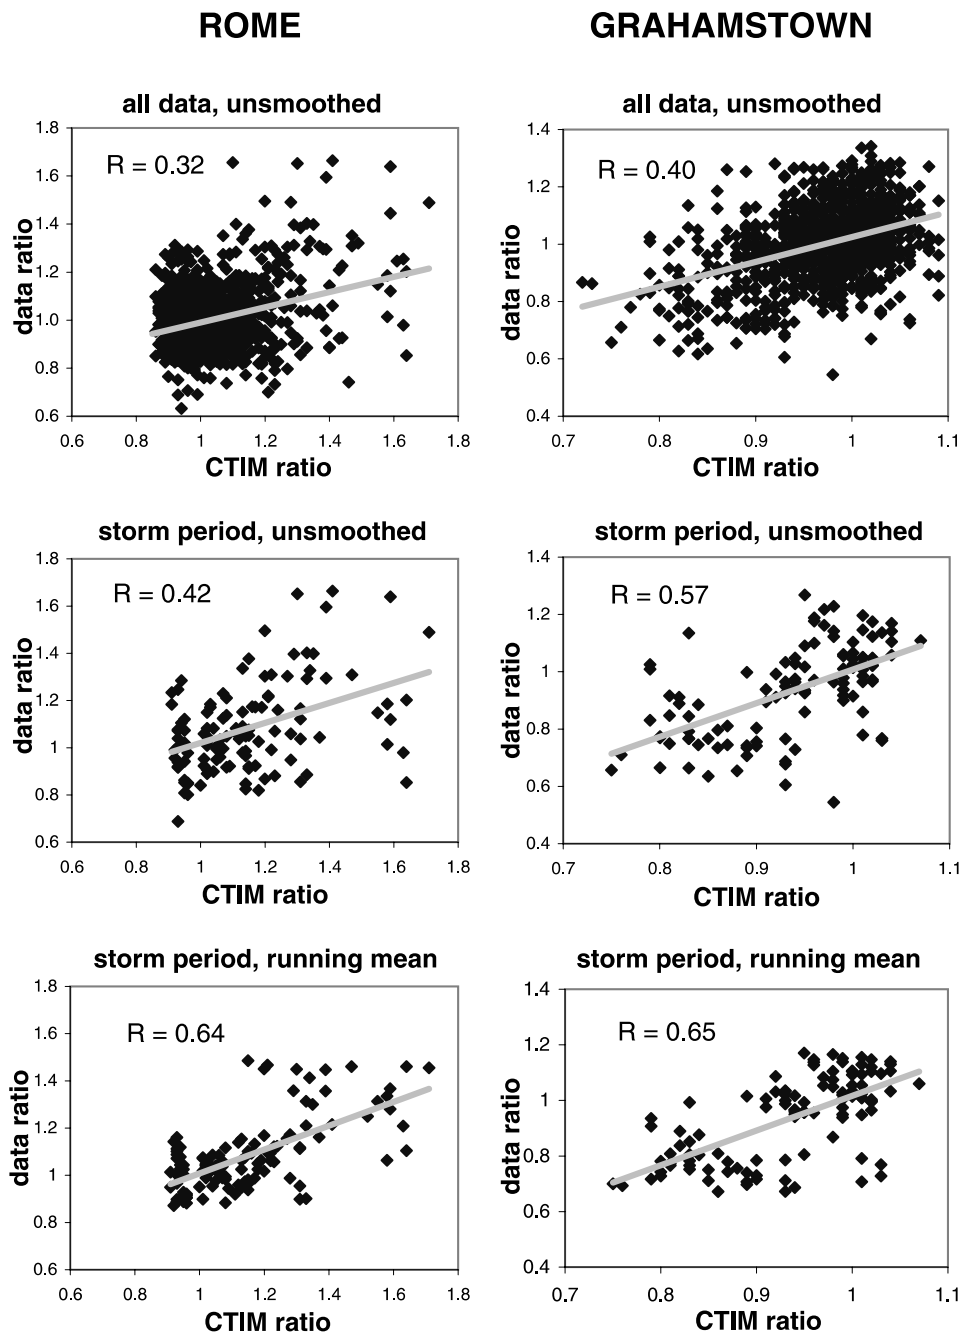 ROME GRAHAMSTOWN
all data, unsmoothed
R = 0.32
data ratio
1.8
1.6
1.4
1.2
1.0
0.8
0.6
0.6 0.8 1 1.2 1.4 1.6 1.8
CTIM ratio
all data, unsmoothed
R = 0.40
data ratio
1.4
1.2
1
0.8
0.6
0.4
0.7 0.8 0.9 1 1.1
CTIM ratio
storm period, unsmoothed
R = 0.42
data ratio
1.8
1.6
1.4
1.2
1
0.8
0.6
0.6 0.8 1 1.2 1.4 1.6 1.8
CTIM ratio
storm period, unsmoothed
R = 0.57
data ratio
1.4
1.2
1
0.8
0.6
0.4
0.7 0.8 0.9 1.0 1.1
CTIM ratio
storm period, running mean
R = 0.64
data ratio
1.8
1.6
1.4
1.2
1
0.8
0.6
0.6 0.8 1 1.2 1.4 1.6 1.8
CTIM ratio
storm period, running mean
R = 0.65
data ratio
1.4
1.2
1
0.8
0.6
0.4
0.7 0.8 0.9 1 1.1
CTIM ratio